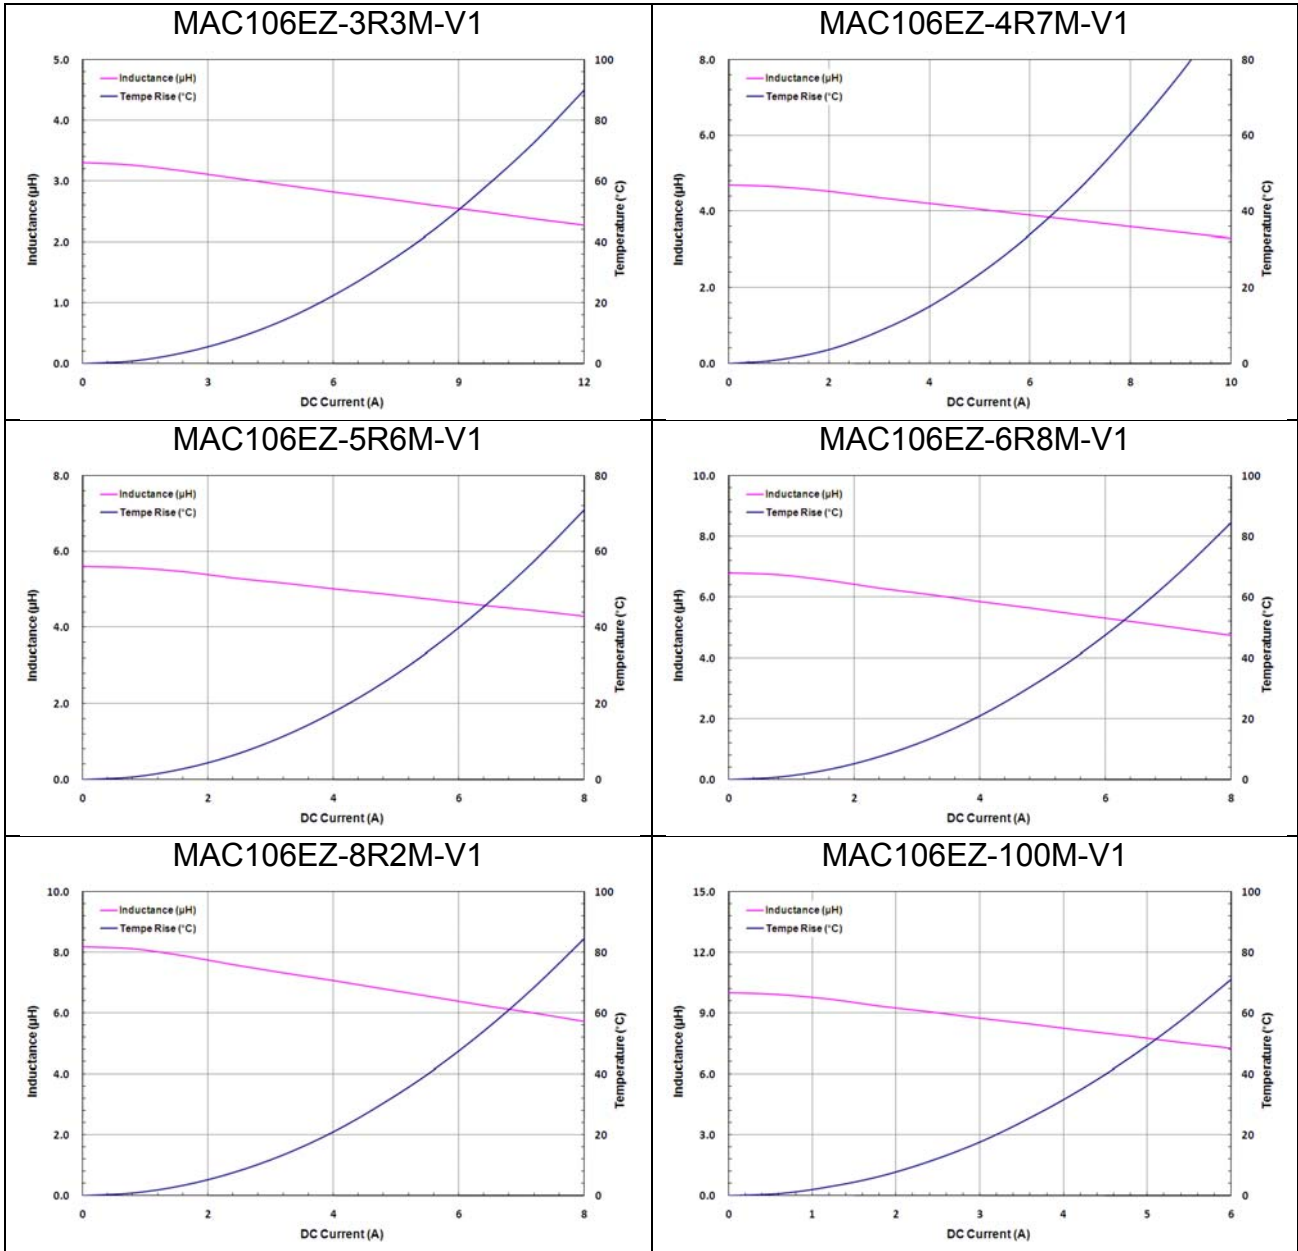 MAC106EZ-3R3M-V1
Inductance (µH)
Tempe Rise (°C)
5.0
4.0
3.0
2.0
1.0
0.0
100
80
60
40
20
0
0 3 6 9 12
Inductance (µH)
Temperature (°C)
DC Current (A)
MAC106EZ-4R7M-V1
Inductance (µH)
Tempe Rise (°C)
8.0
6.0
4.0
2.0
0.0
80
60
40
20
0
0 2 4 6 8 10
Inductance (µH)
Temperature (°C)
DC Current (A)
MAC106EZ-5R6M-V1
Inductance (µH)
Tempe Rise (°C)
8.0
6.0
4.0
2.0
0.0
80
60
40
20
0
0 2 4 6 8
Inductance (µH)
Temperature (°C)
DC Current (A)
MAC106EZ-6R8M-V1
Inductance (µH)
Tempe Rise (°C)
10.0
8.0
6.0
4.0
2.0
0.0
100
80
60
40
20
0
0 2 4 6 8
Inductance (µH)
Temperature (°C)
DC Current (A)
MAC106EZ-8R2M-V1
Inductance (µH)
Tempe Rise (°C)
10.0
8.0
6.0
4.0
2.0
0.0
100
80
60
40
20
0
0 2 4 6 8
Inductance (µH)
Temperature (°C)
DC Current (A)
MAC106EZ-100M-V1
Inductance (µH)
Tempe Rise (°C)
15.0
12.0
9.0
6.0
3.0
0.0
100
80
60
40
20
0
0 1 2 3 4 5 6
Inductance (µH)
Temperature (°C)
DC Current (A)